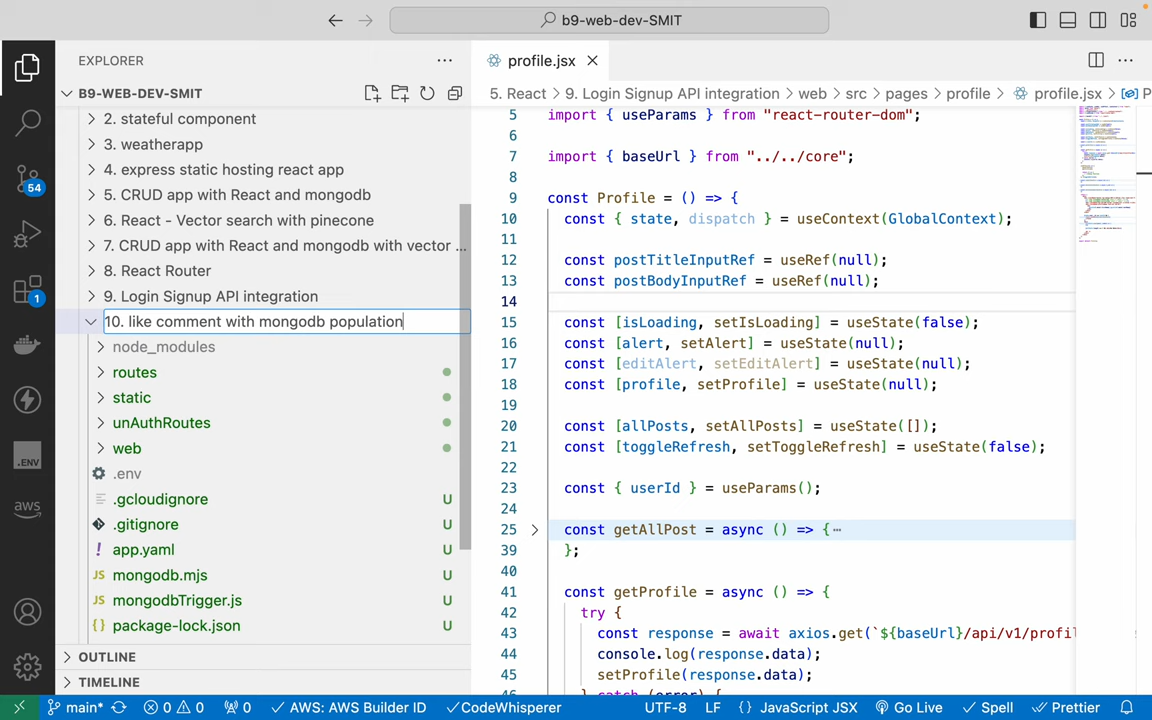 b9-web-dev-SMIT
EXPLORER
B9-WEB-DEV-SMIT
2. stateful component
3. weatherapp
4. express static hosting react app
5. CRUD app with React and mongodb
6. React - Vector search with pinecone
7. CRUD app with React and mongodb with vector ...
8. React Router
9. Login Signup API integration
10. like comment with mongodb population
node_modules
routes
static
unAuthRoutes
web
.env
.gcloudignore U
.gitignore U
app.yaml U
mongodb.mjs U
mongodbTrigger.js U
package-lock.json U
OUTLINE
TIMELINE
54
1
.ENV
aws
profile.jsx
5. React > 9. Login Signup API integration > web > src > pages > profile > profile.jsx > P
5 import { useParams } from "react-router-dom";
6
7 import { baseUrl } from "../../core";
8
9 const Profile = () => {
10 const { state, dispatch } = useContext(GlobalContext);
11
12 const postTitleInputRef = useRef(null);
13 const postBodyInputRef = useRef(null);
14
15 const [isLoading, setIsLoading] = useState(false);
16 const [alert, setAlert] = useState(null);
17 const [editAlert, setEditAlert] = useState(null);
18 const [profile, setProfile] = useState(null);
19
20 const [allPosts, setAllPosts] = useState([]);
21 const [toggleRefresh, setToggleRefresh] = useState(false);
22
23 const { userId } = useParams();
24
25 const getAllPost = async () => {⋯
39 };
40
41 const getProfile = async () => {
42 try {
43 const response = await axios.get(`${baseUrl}/api/v1/profil
44 console.log(response.data);
45 setProfile(response.data);
46 } catch (error) {
main* 0 0 0 AWS: AWS Builder ID CodeWhisperer UTF-8 LF {} JavaScript JSX Go Live Spell Prettier